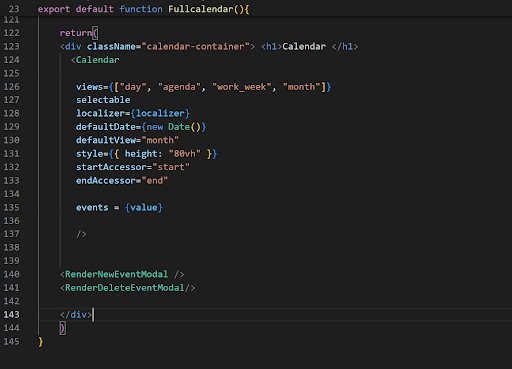 23 export default function Fullcalendar(){
121
122 return(
123 <div className="calendar-container"> <h1>Calendar </h1>
124 <Calendar
125
126 views={["day", "agenda", "work_week", "month"]}
127 selectable
128 localizer={localizer}
129 defaultDate={new Date()}
130 defaultView="month"
131 style={{ height: "80vh" }}
132 startAccessor="start"
133 endAccessor="end"
134
135 events = {value}
136
137 />
138
139
140 <RenderNewEventModal />
141 <RenderDeleteEventModal/>
142
143 </div>
144 )
145 }